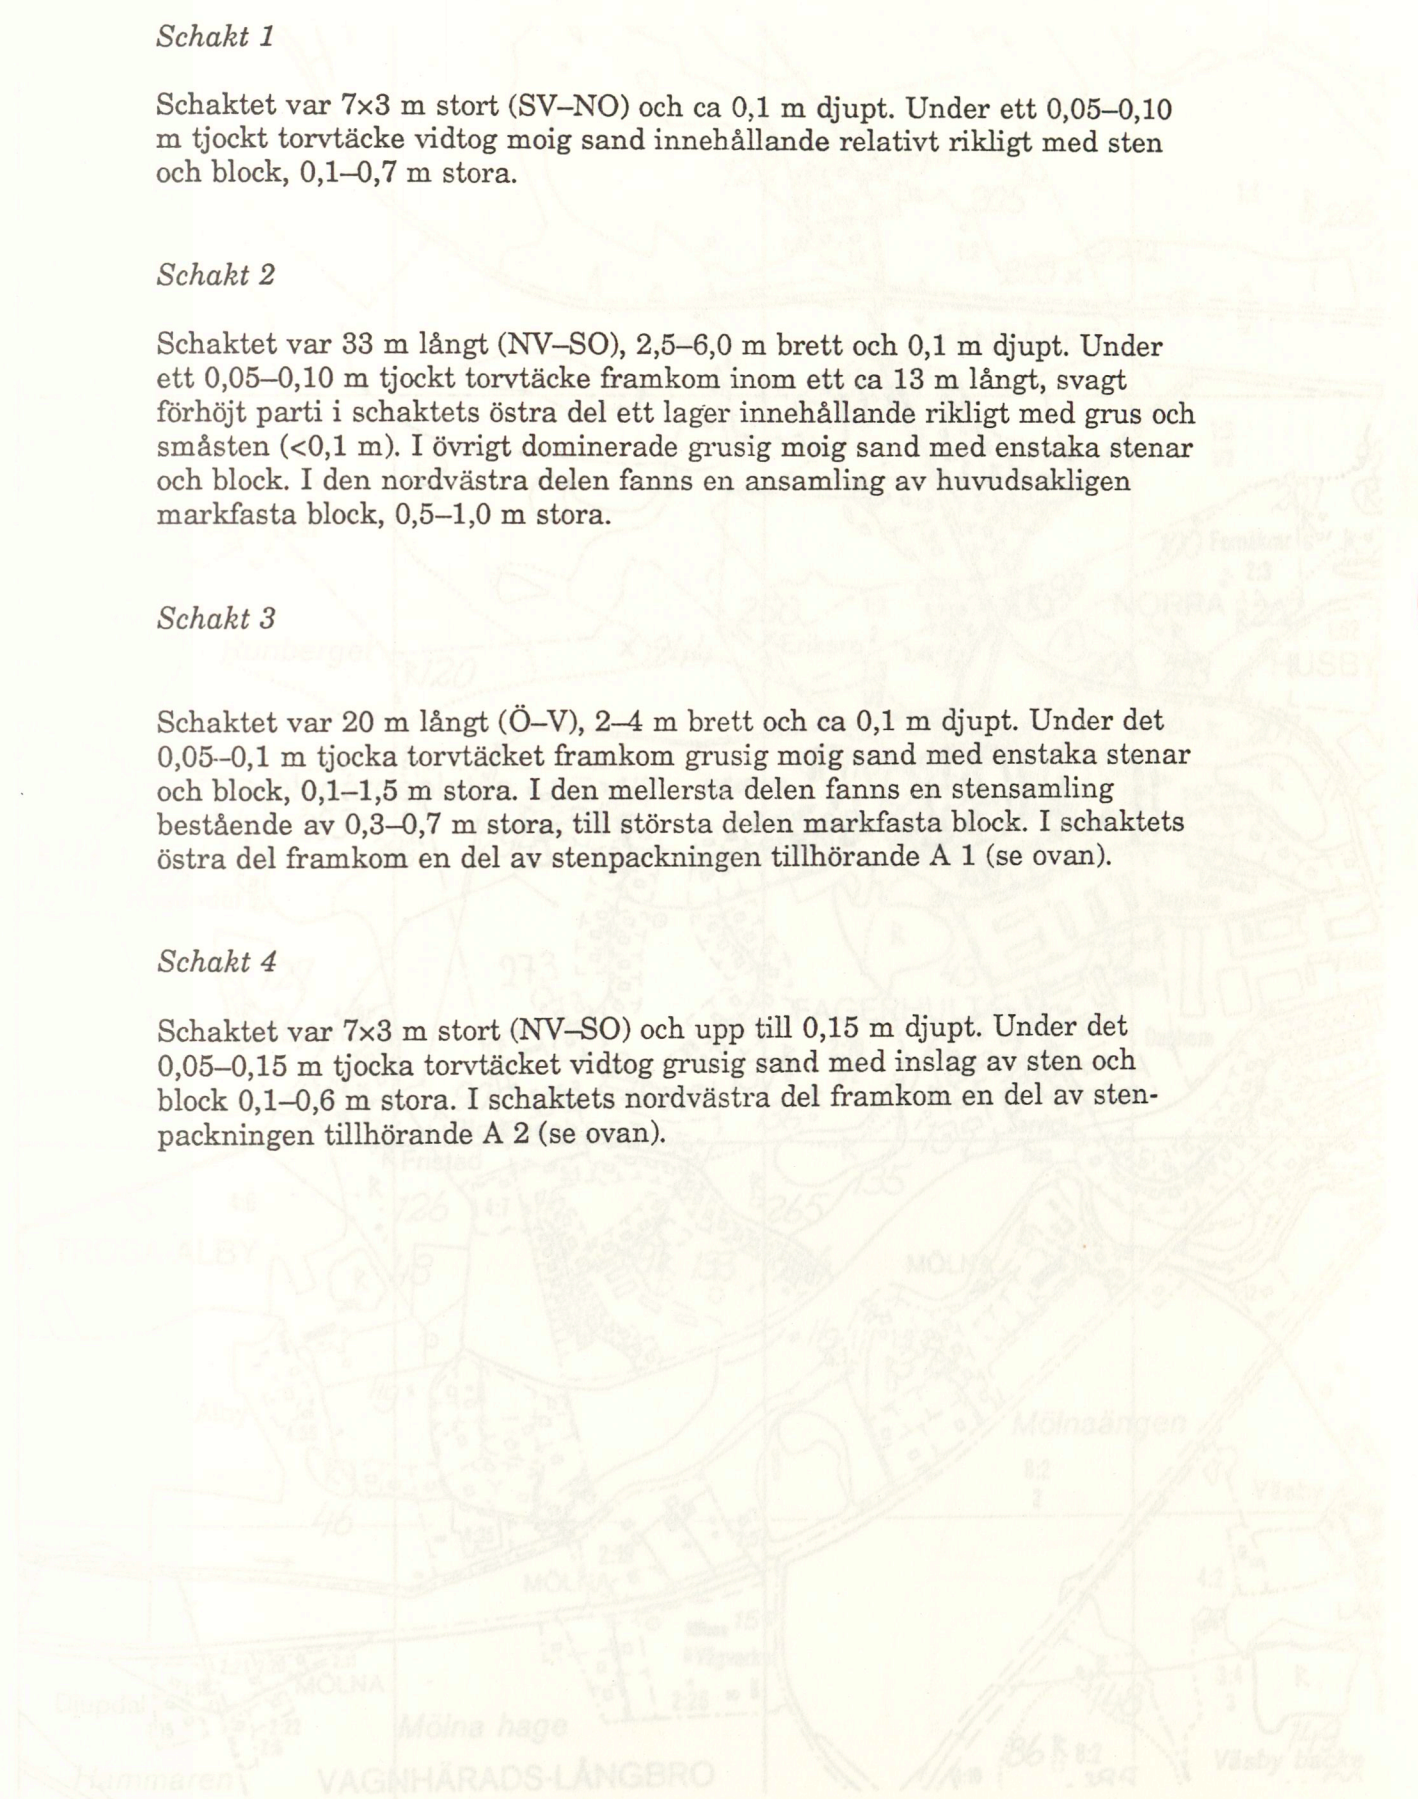 Schakt 1
Schaktet var 7×3 m stort (SV–NO) och ca 0,1 m djupt. Under ett 0,05–0,10
m tjockt torvtäcke vidtog moig sand innehållande relativt rikligt med sten
och block, 0,1–0,7 m stora.
Schakt 2
Schaktet var 33 m långt (NV–SO), 2,5–6,0 m brett och 0,1 m djupt. Under
ett 0,05–0,10 m tjockt torvtäcke framkom inom ett ca 13 m långt, svagt
förhöjt parti i schaktets östra del ett lager innehållande rikligt med grus och
småsten (<0,1 m). I övrigt dominerade grusig moig sand med enstaka stenar
och block. I den nordvästra delen fanns en ansamling av huvudsakligen
markfasta block, 0,5–1,0 m stora.
Schakt 3
Schaktet var 20 m långt (Ö–V), 2–4 m brett och ca 0,1 m djupt. Under det
0,05--0,1 m tjocka torvtäcket framkom grusig moig sand med enstaka stenar
och block, 0,1–1,5 m stora. I den mellersta delen fanns en stensamling
bestående av 0,3–0,7 m stora, till största delen markfasta block. I schaktets
östra del framkom en del av stenpackningen tillhörande A 1 (se ovan).
Schakt 4
Schaktet var 7×3 m stort (NV–SO) och upp till 0,15 m djupt. Under det
0,05–0,15 m tjocka torvtäcket vidtog grusig sand med inslag av sten och
block 0,1–0,6 m stora. I schaktets nordvästra del framkom en del av sten-
packningen tillhörande A 2 (se ovan).
MÖLNA
Mölnsängen
MÖLNA
MÖLNA
Mölna hage
VAGNHÄRADS-LÅNGBRO